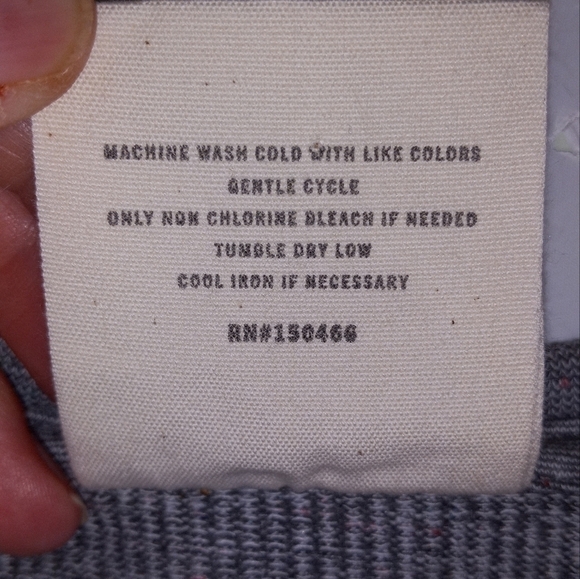 MACHINE WASH COLD WITH LIKE COLORS
GENTLE CYCLE
ONLY NON CHLORINE BLEACH IF NEEDED
TUMBLE DRY LOW
COOL IRON IF NECESSARY
RN#150466